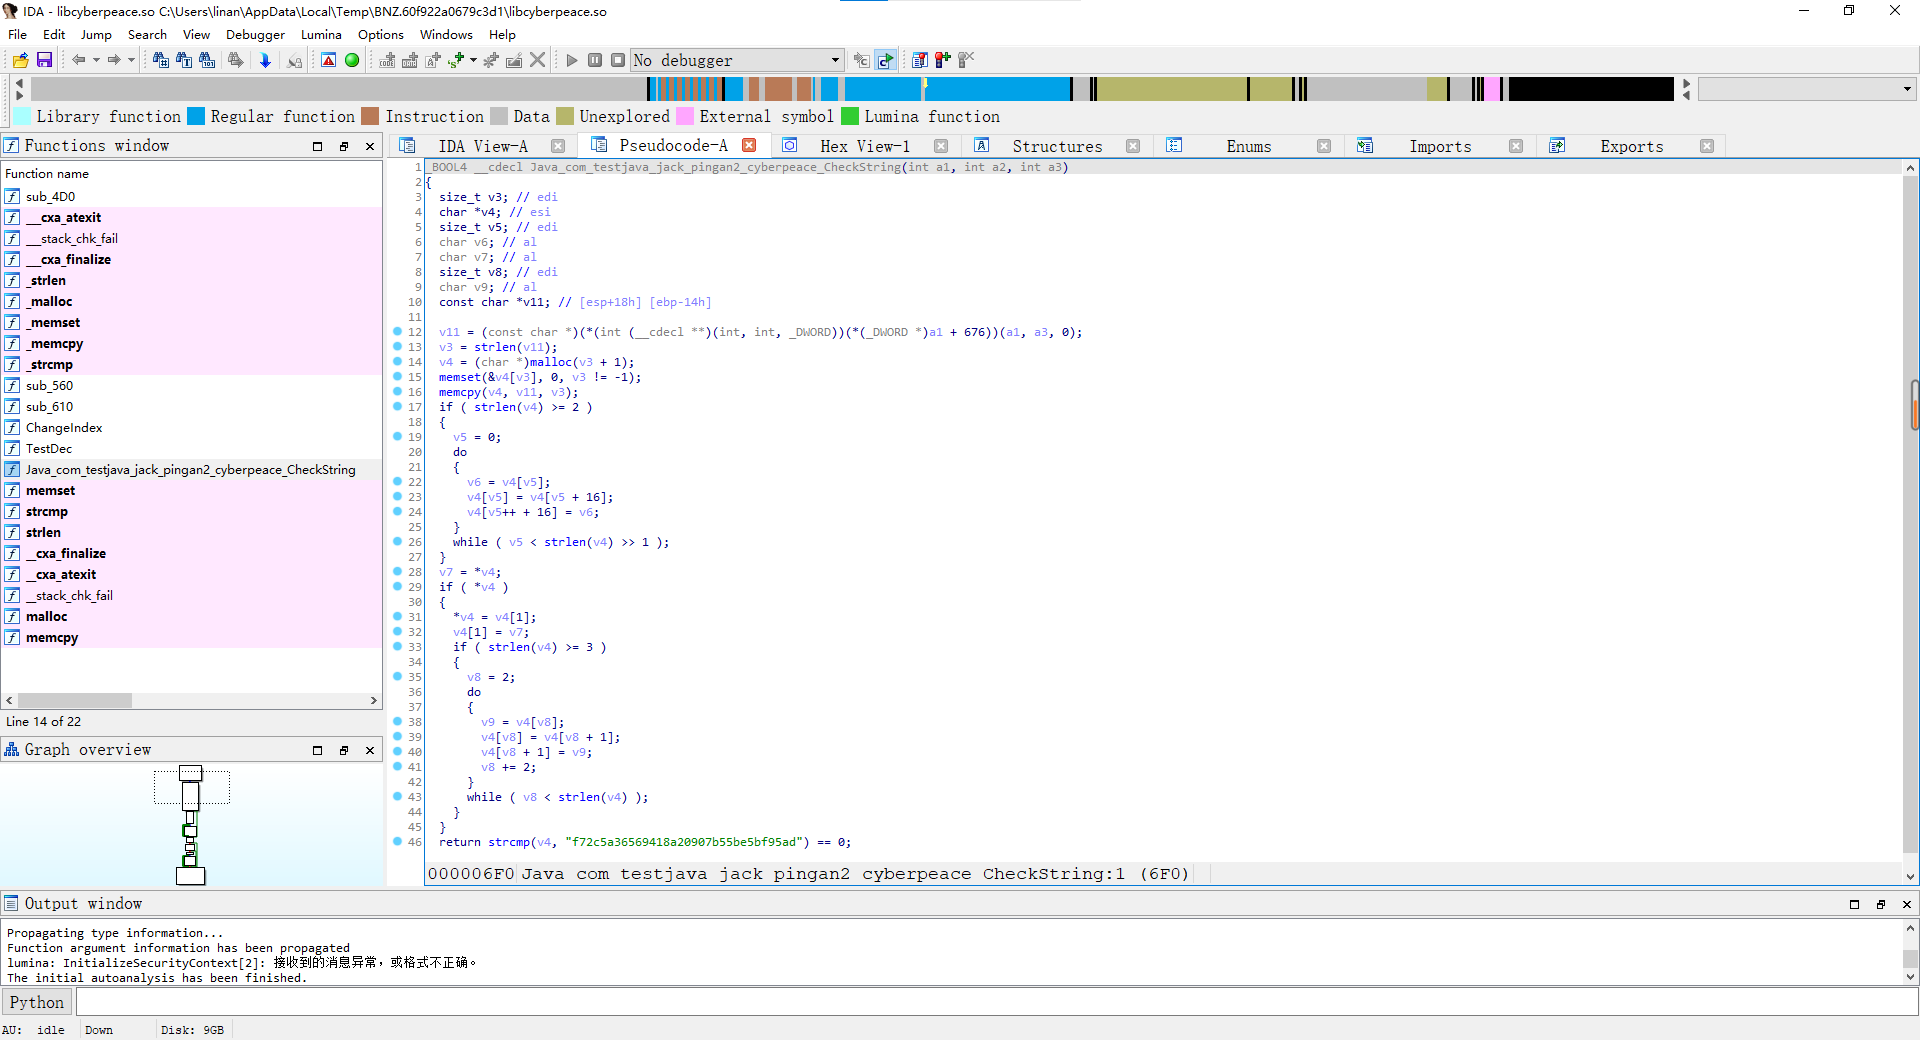 IDA - libcyberpeace.so C:\Users\linan\AppData\Local\Temp\BNZ.60f922a0679c3d1\libcyberpeace.so
File Edit Jump Search View Debugger Lumina Options Windows Help
No debugger
Library function Regular function Instruction Data Unexplored External symbol Lumina function
Functions window
IDA View-A Pseudocode-A Hex View-1 Structures Enums Imports Exports
Function name
sub_4D0
__cxa_atexit
__stack_chk_fail
__cxa_finalize
_strlen
_malloc
_memset
_memcpy
_strcmp
sub_560
sub_610
ChangeIndex
TestDec
Java_com_testjava_jack_pingan2_cyberpeace_CheckString
memset
strcmp
strlen
__cxa_finalize
__cxa_atexit
__stack_chk_fail
malloc
memcpy
Line 14 of 22
Graph overview
1 _BOOL4 __cdecl Java_com_testjava_jack_pingan2_cyberpeace_CheckString(int a1, int a2, int a3)
2 {
3 size_t v3; // edi
4 char *v4; // esi
5 size_t v5; // edi
6 char v6; // al
7 char v7; // al
8 size_t v8; // edi
9 char v9; // al
10 const char *v11; // [esp+18h] [ebp-14h]
11
12 v11 = (const char *)(*(int (__cdecl **)(int, int, _DWORD))(*(_DWORD *)a1 + 676))(a1, a3, 0);
13 v3 = strlen(v11);
14 v4 = (char *)malloc(v3 + 1);
15 memset(&v4[v3], 0, v3 != -1);
16 memcpy(v4, v11, v3);
17 if ( strlen(v4) >= 2 )
18 {
19 v5 = 0;
20 do
21 {
22 v6 = v4[v5];
23 v4[v5] = v4[v5 + 16];
24 v4[v5++ + 16] = v6;
25 }
26 while ( v5 < strlen(v4) >> 1 );
27 }
28 v7 = *v4;
29 if ( *v4 )
30 {
31 *v4 = v4[1];
32 v4[1] = v7;
33 if ( strlen(v4) >= 3 )
34 {
35 v8 = 2;
36 do
37 {
38 v9 = v4[v8];
39 v4[v8] = v4[v8 + 1];
40 v4[v8 + 1] = v9;
41 v8 += 2;
42 }
43 while ( v8 < strlen(v4) );
44 }
45 }
46 return strcmp(v4, "f72c5a36569418a20907b55be5bf95ad") == 0;
000006F0 Java_com_testjava_jack_pingan2_cyberpeace_CheckString:1 (6F0)
Output window
Propagating type information...
Function argument information has been propagated
lumina: InitializeSecurityContext[2]: 接收到的消息异常，或格式不正确。
The initial autoanalysis has been finished.
Python
AU: idle Down Disk: 9GB